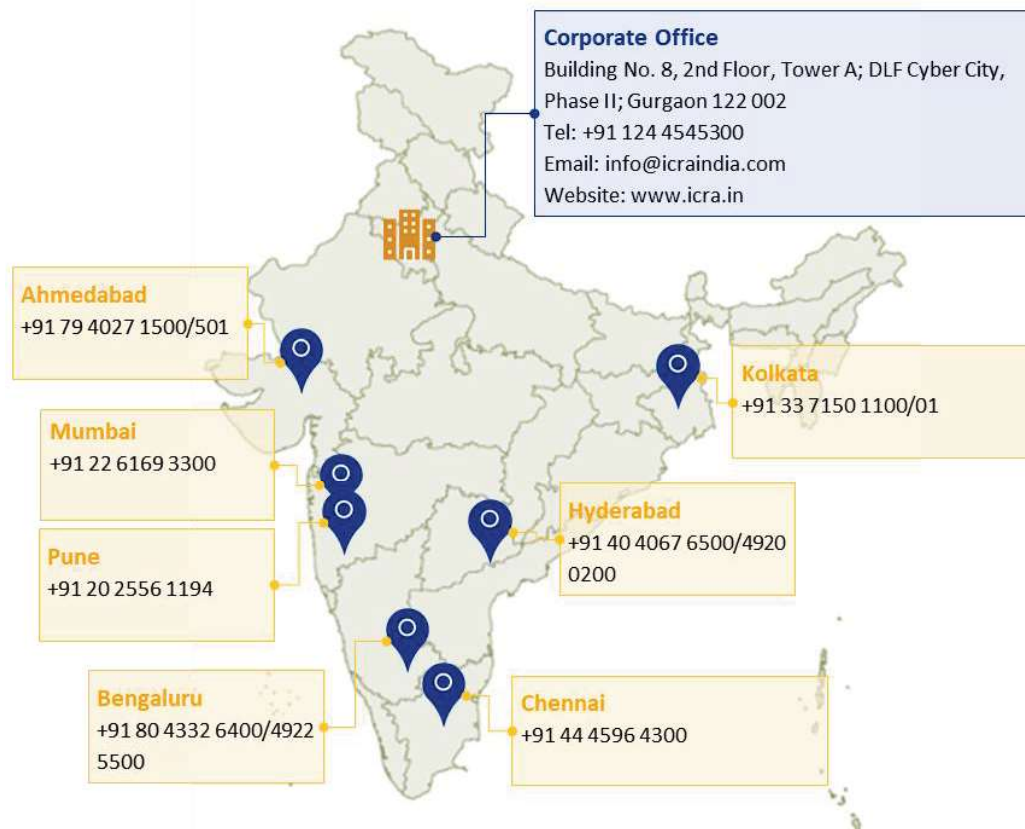 Corporate Office
Building No. 8, 2nd Floor, Tower A; DLF Cyber City,
Phase II; Gurgaon 122 002
Tel: +91 124 4545300
Email: info@icraindia.com
Website: www.icra.in
Ahmedabad
+91 79 4027 1500/501
Kolkata
+91 33 7150 1100/01
Mumbai
+91 22 6169 3300
Hyderabad
+91 40 4067 6500/4920
0200
Pune
+91 20 2556 1194
Bengaluru
+91 80 4332 6400/4922
5500
Chennai
+91 44 4596 4300